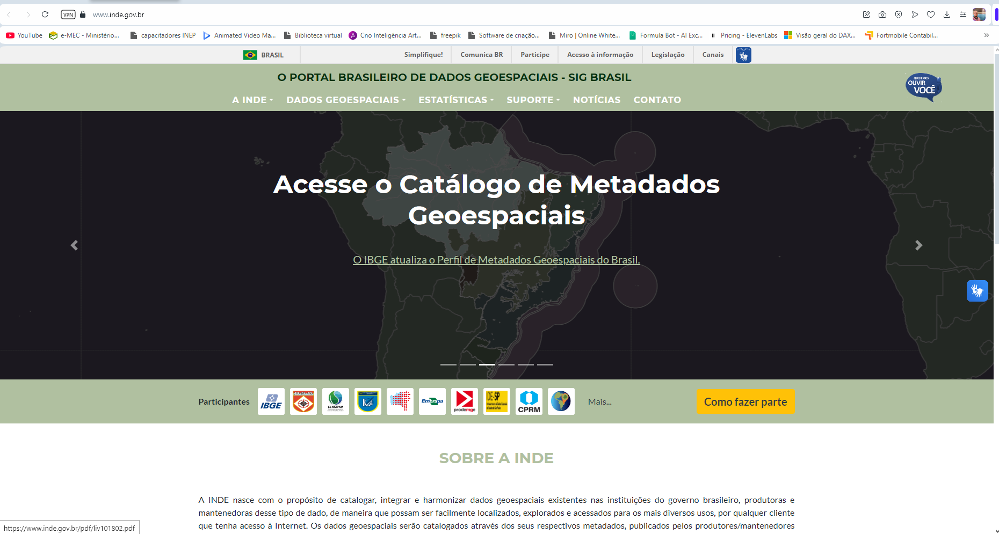 VPN
www.inde.gov.br
YouTube
e-MEC - Ministério...
capacitadores INEP
Animated Video Ma...
Biblioteca virtual
Cno Inteligência Art...
freepik
Software de criação...
Miro | Online White...
Formula Bot - AI Exc...
Pricing - ElevenLabs
Visão geral do DAX...
Fortmobile Contabil...
BRASIL
Simplifique!
Comunica BR
Participe
Acesso à informação
Legislação
Canais
O PORTAL BRASILEIRO DE DADOS GEOESPACIAIS - SIG BRASIL
QUEREMOS
OUVIR
VOCÊ
A INDE
DADOS GEOESPACIAIS
ESTATÍSTICAS
SUPORTE
NOTÍCIAS
CONTATO
Acesse o Catálogo de Metadados
Geoespaciais
O IBGE atualiza o Perfil de Metadados Geoespaciais do Brasil.
Participantes
IBGE
D.S.G.
CENSIPAM
Embrapa
prodemge
IDE-SP
CPRM
Mais...
Como fazer parte
SOBRE A INDE
A INDE nasce com o propósito de catalogar, integrar e harmonizar dados geoespaciais existentes nas instituições do governo brasileiro, produtoras e
mantenedoras desse tipo de dado, de maneira que possam ser facilmente localizados, explorados e acessados para os mais diversos usos, por qualquer cliente
que tenha acesso à Internet. Os dados geoespaciais serão catalogados através dos seus respectivos metadados, publicados pelos produtores/mantenedores
https://www.inde.gov.br/pdf/liv101802.pdf